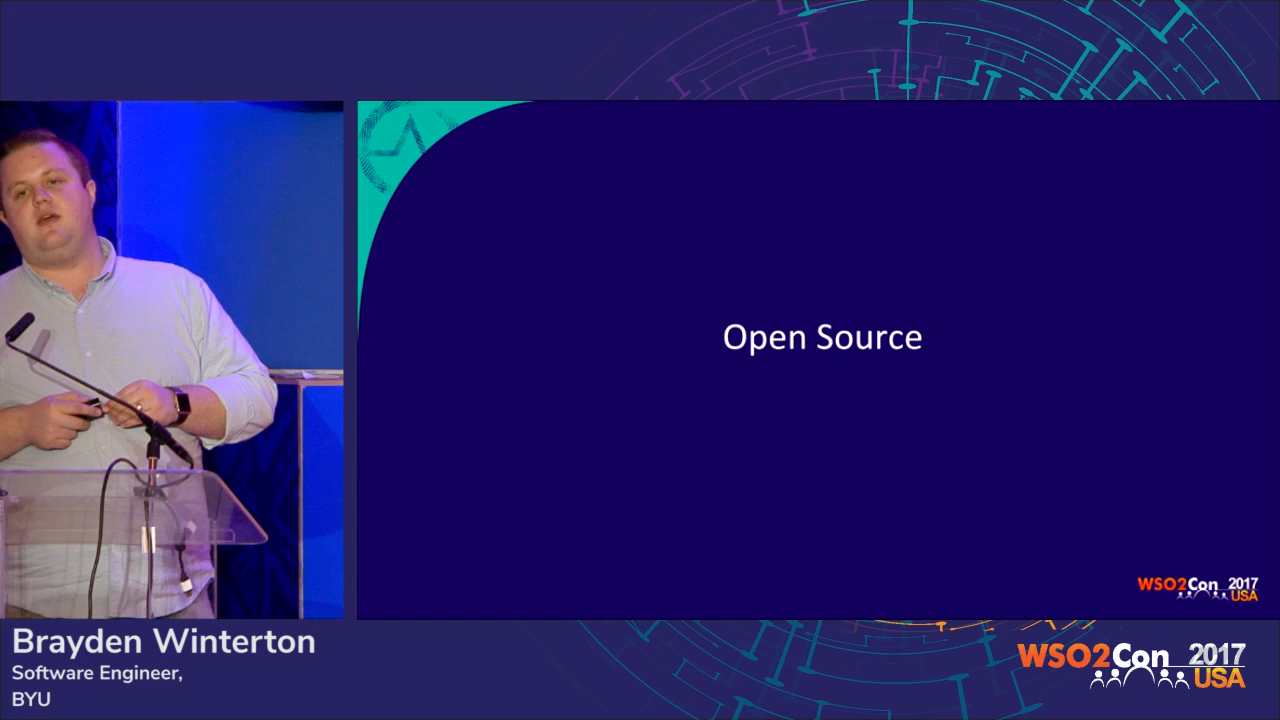 Open Source
WSO2Con 2017
USA
Brayden Winterton
Software Engineer,
BYU
WSO2Con 2017
USA